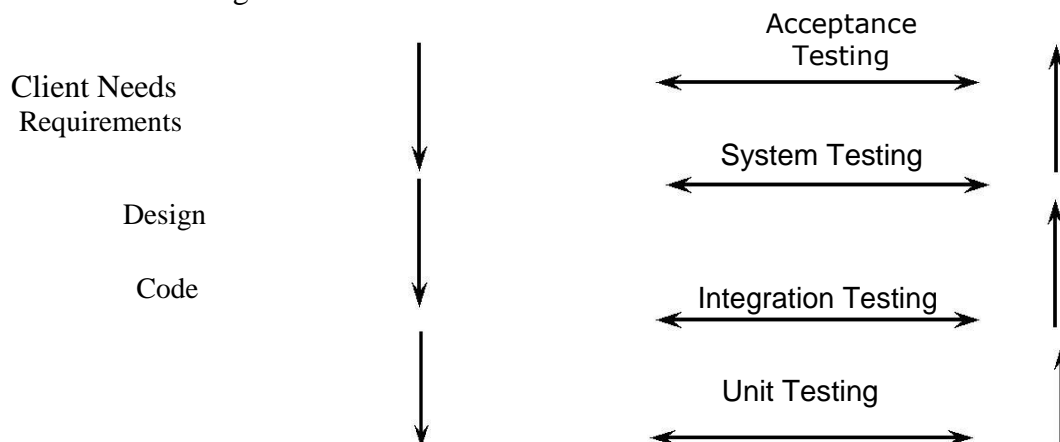 Acceptance
Testing
Client Needs
Requirements
System Testing
Design
Code
Integration Testing
Unit Testing